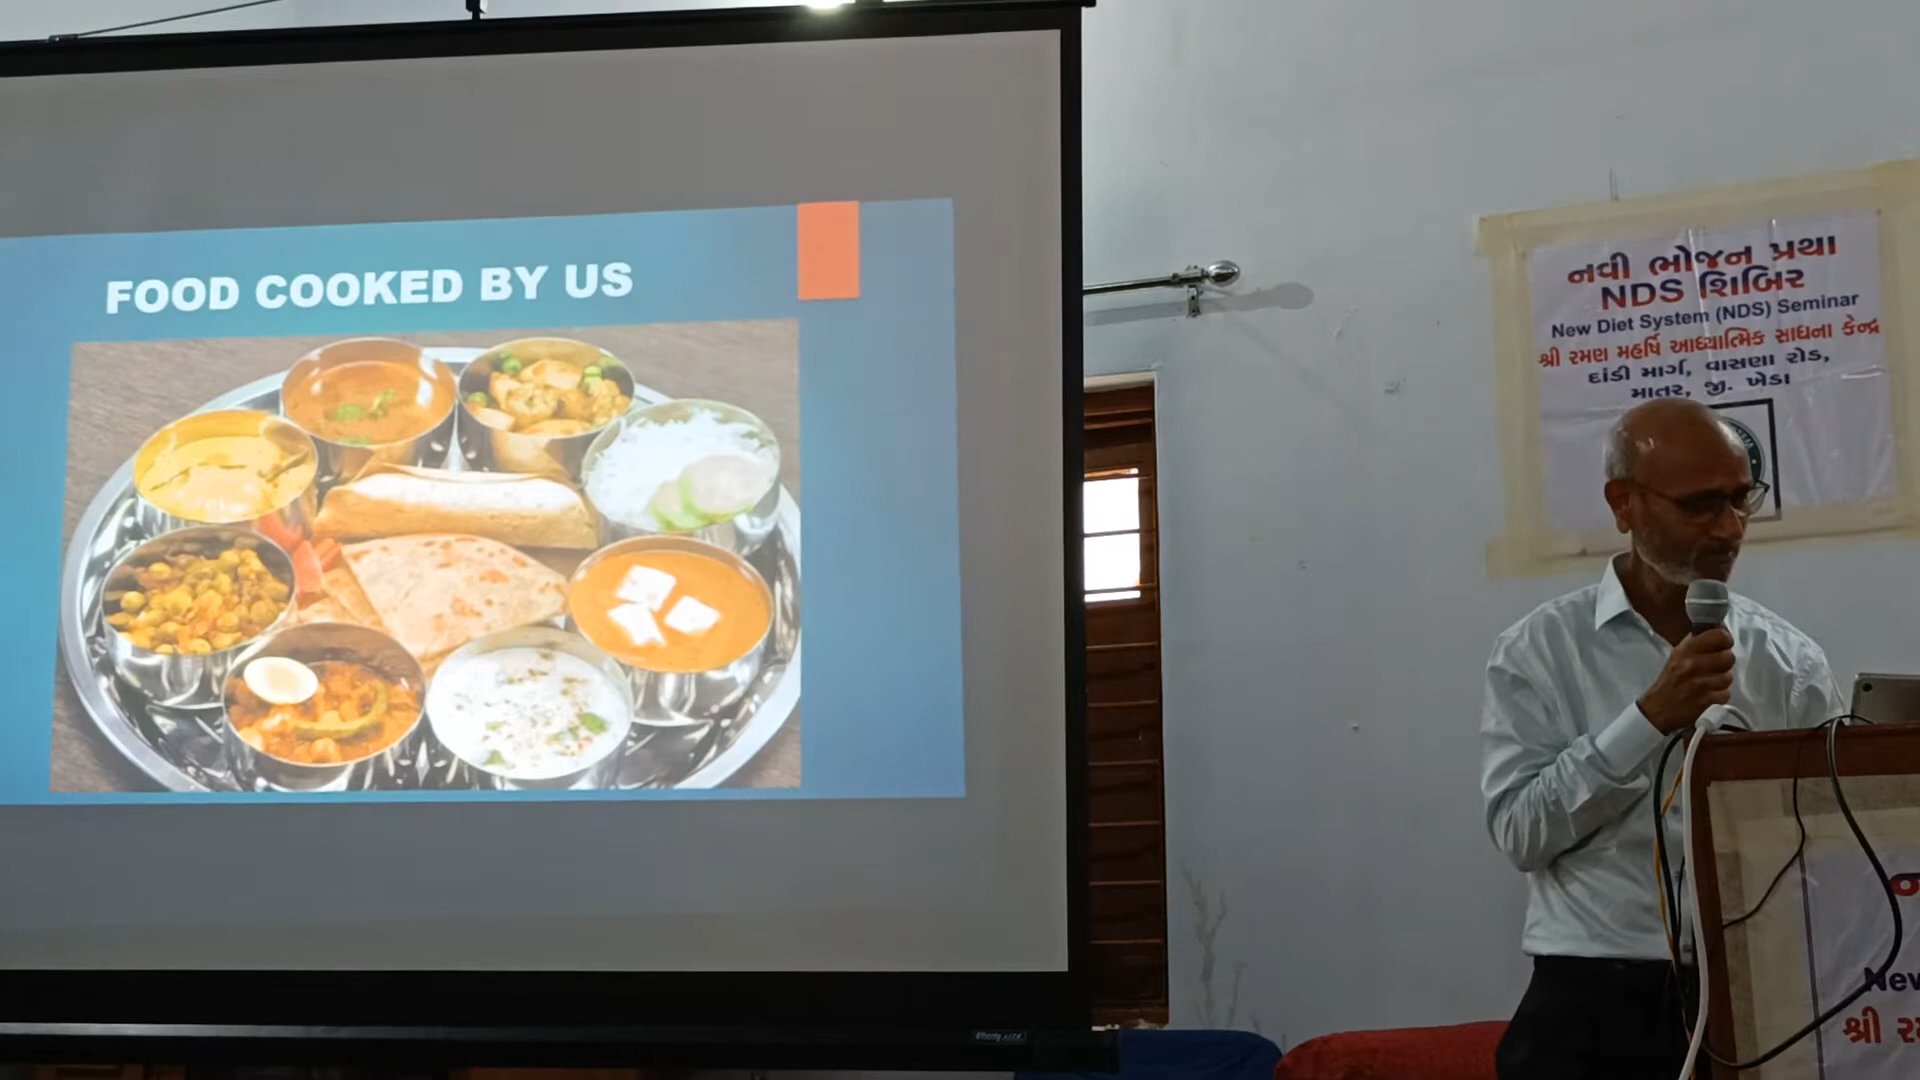 FOOD COOKED BY US
નવી ભોજન પ્રથા
NDS શિબિર
New Diet System (NDS) Seminar
શ્રી રમણ મહર્ષિ આધ્યાત્મિક સાધના કેન્દ્ર
દાંડી માર્ગ, વાસણા રોડ,
માતર, જી. ખેડા
New
શ્રી ર